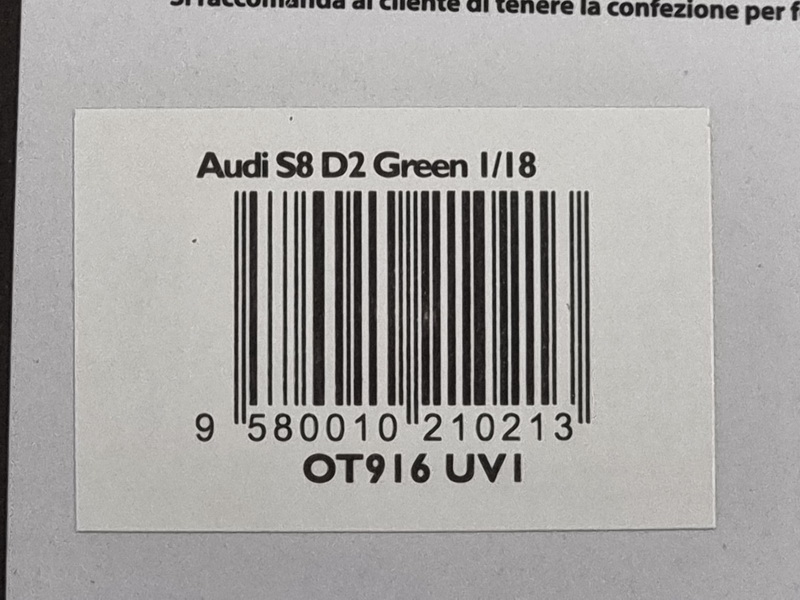 Si raccomanda al cliente di tenere la confezione per f
Audi S8 D2 Green 1/18
9 580010 210213
OT916 UV1